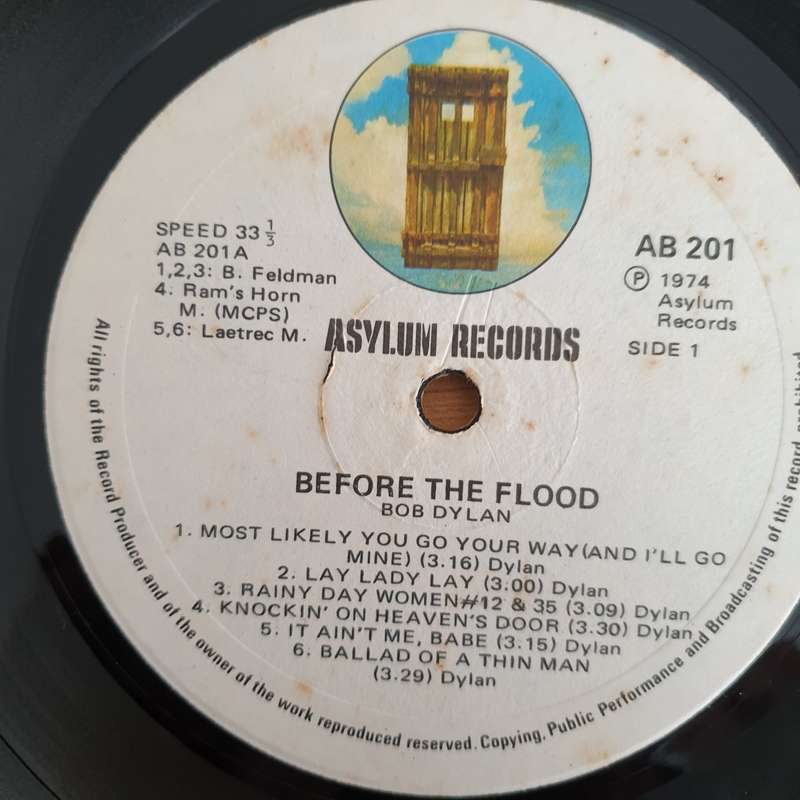 SPEED 33 1/3
AB 201A
1,2,3: B. Feldman
4. Ram's Horn
M. (MCPS)
5,6: Laetrec M.
AB 201
Ⓟ 1974
Asylum
Records
SIDE 1
ASYLUM RECORDS
BEFORE THE FLOOD
BOB DYLAN
1. MOST LIKELY YOU GO YOUR WAY(AND I'LL GO
MINE) (3.16) Dylan
2. LAY LADY LAY (3.00) Dylan
3. RAINY DAY WOMEN#12 & 35 (3.09) Dylan
4. KNOCKIN' ON HEAVEN'S DOOR (3.30) Dylan
5. IT AIN'T ME, BABE (3.15) Dylan
6. BALLAD OF A THIN MAN
(3.29) Dylan
All rights of the Record Producer and of the owner of the work reproduced reserved. Copying, Public Performance and Broadcasting of this record prohibited